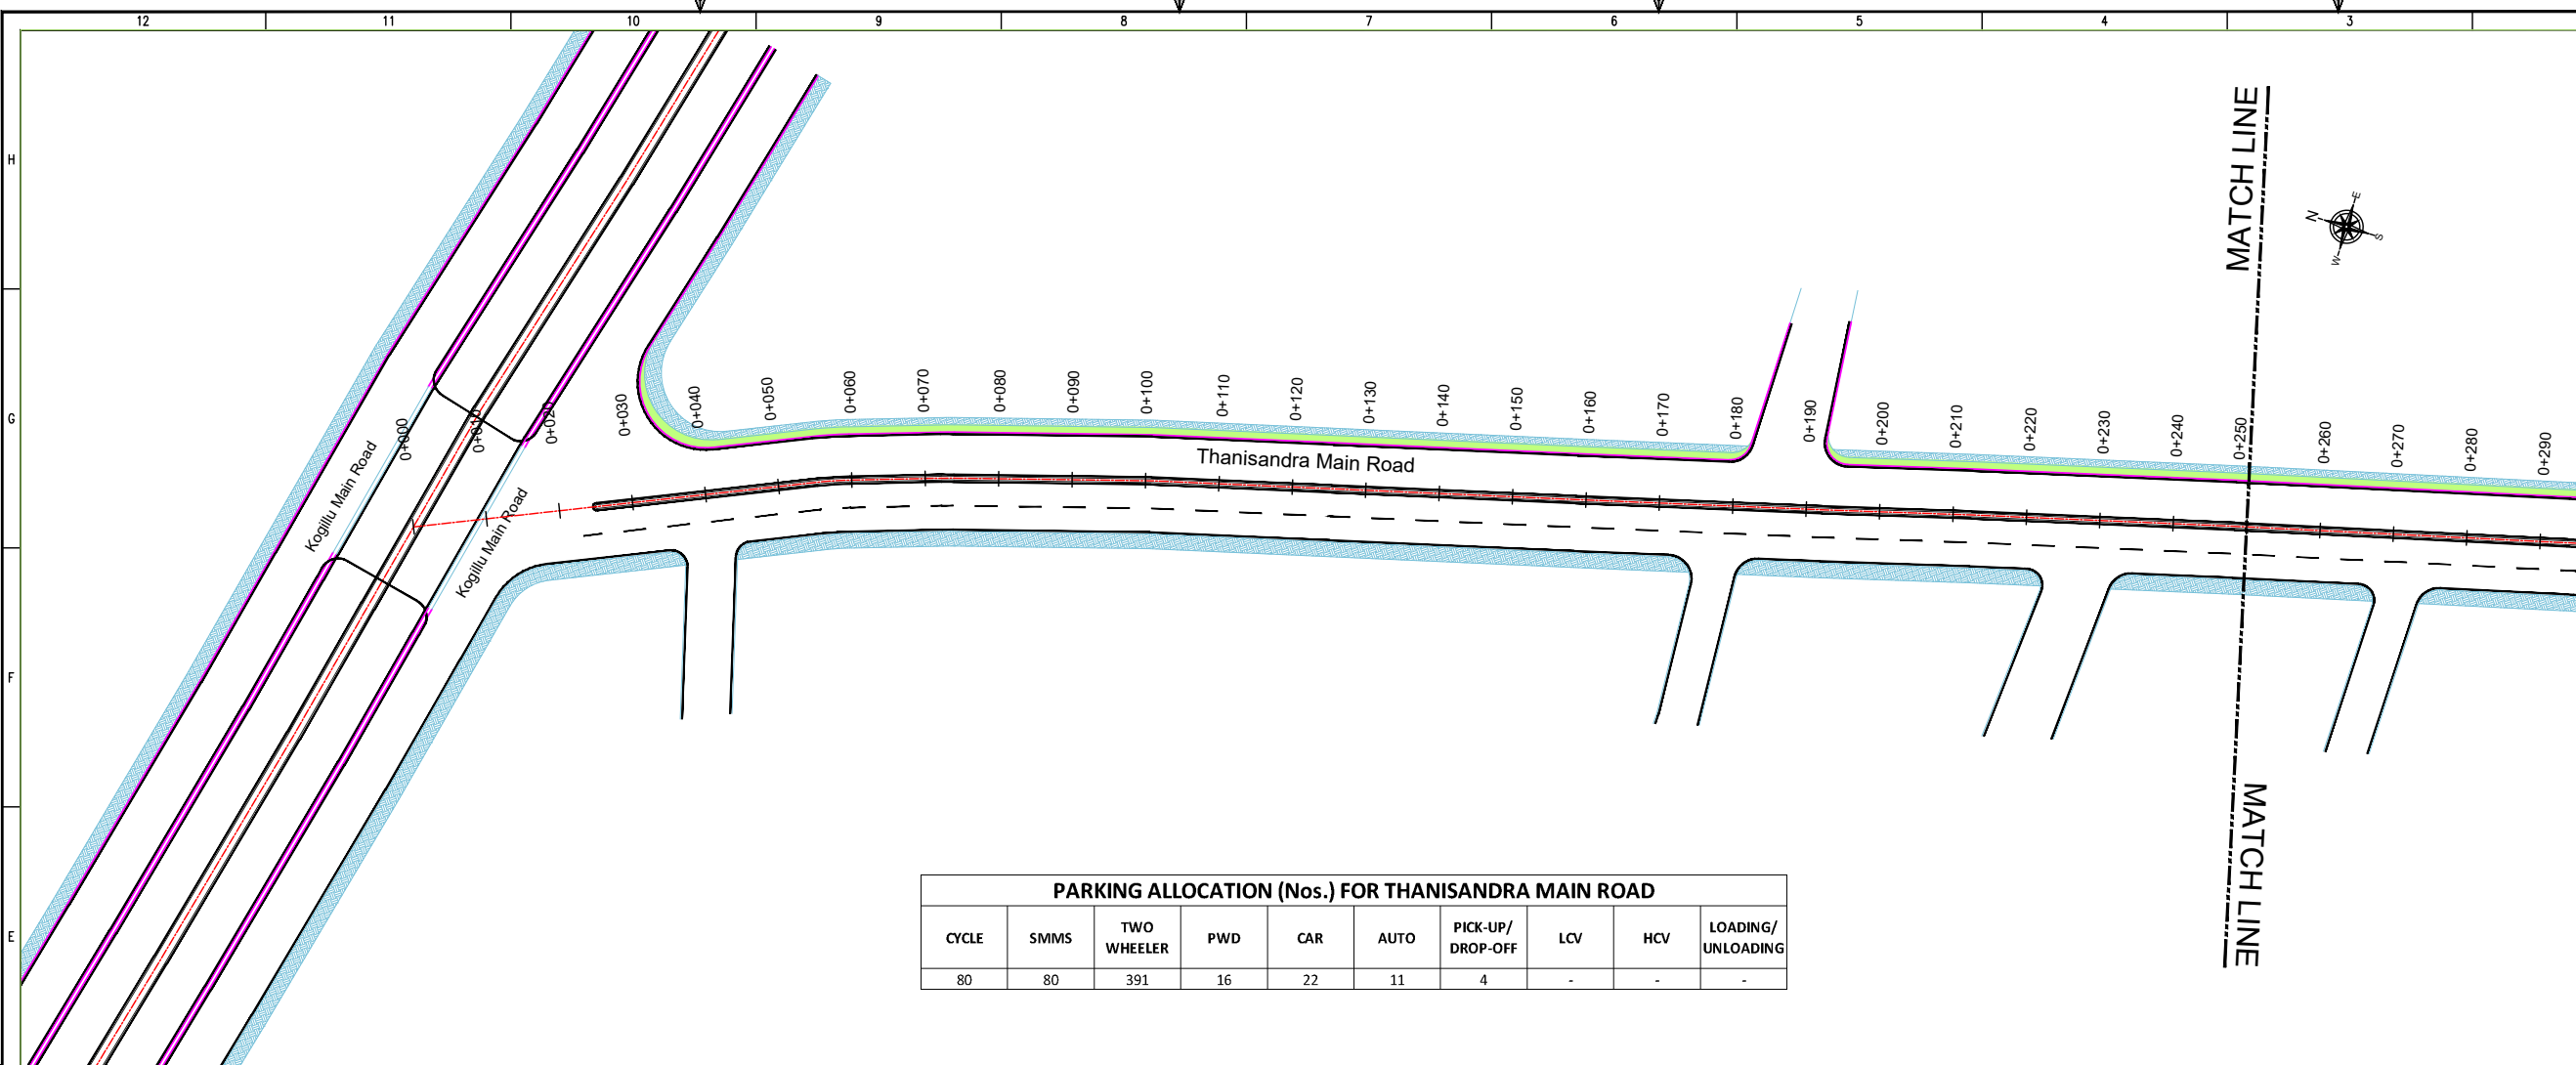 12 11 10 9 8 7 6 5 4 3
H
G
F
E
MATCH LINE
N
E
S
W
0+000
0+010
0+020
0+030
0+040
0+050
0+060
0+070
0+080
0+090
0+100
0+110
0+120
0+130
0+140
0+150
0+160
0+170
0+180
0+190
0+200
0+210
0+220
0+230
0+240
0+250
0+260
0+270
0+280
0+290
Kogillu Main Road
Kogillu Main Road
Thanisandra Main Road
MATCH LINE
PARKING ALLOCATION (Nos.) FOR THANISANDRA MAIN ROAD
CYCLE SMMS TWO WHEELER PWD CAR AUTO PICK-UP/ DROP-OFF LCV HCV LOADING/ UNLOADING
80 80 391 16 22 11 4 - - -